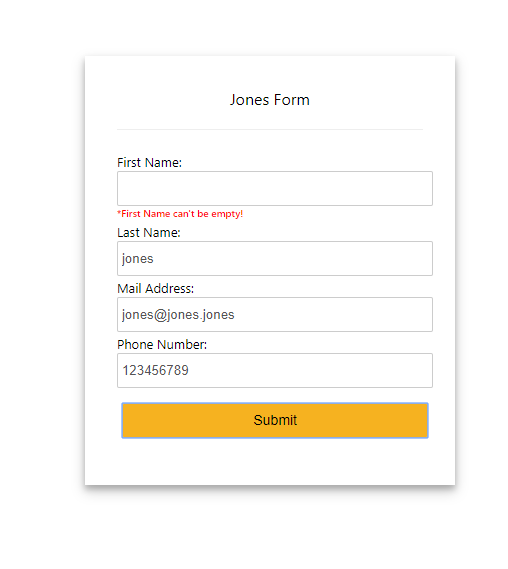 Jones Form
First Name:
*First Name can't be empty!
Last Name:
jones
Mail Address:
jones@jones.jones
Phone Number:
123456789
Submit